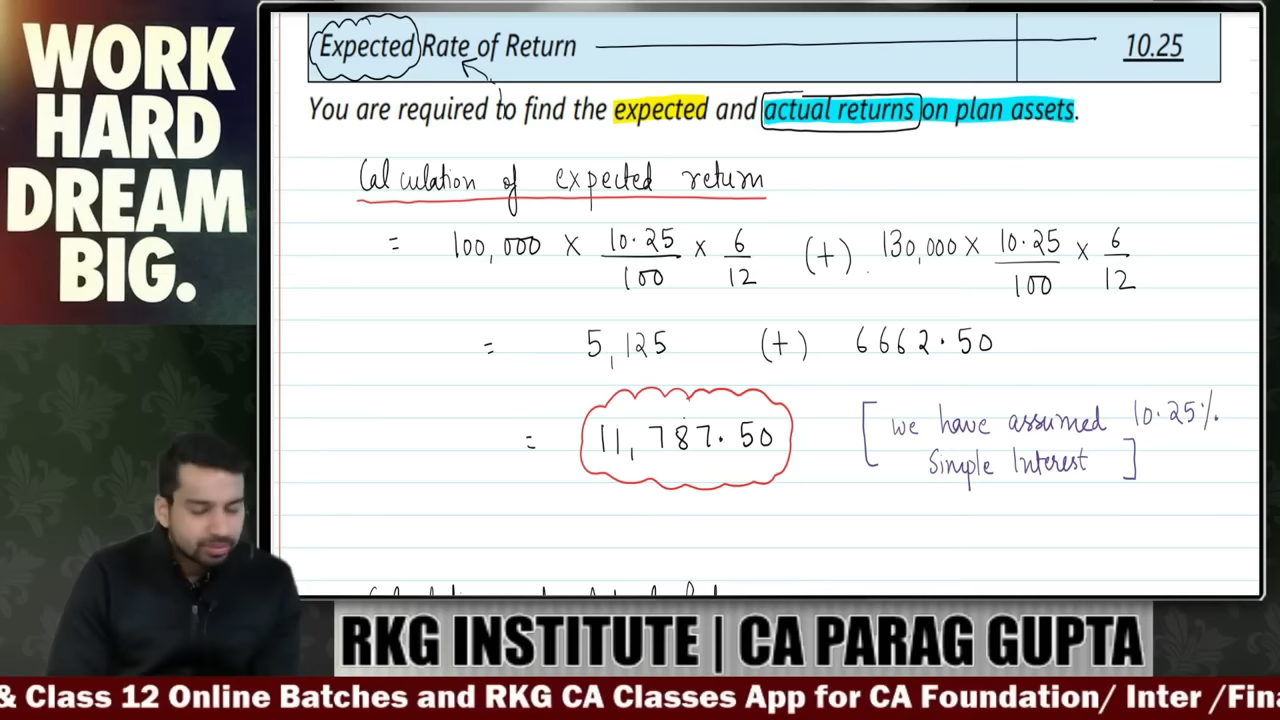 WORK
HARD
DREAM
BIG.
Expected Rate of Return 10.25
You are required to find the expected and actual returns on plan assets.
Calculation of expected return
= 100,000 × 10.25/100 × 6/12 (+) 130,000 × 10.25/100 × 6/12
= 5,125 (+) 6662.50
= 11,787.50
[ we have assumed 10.25%
Simple Interest ]
RKG INSTITUTE | CA PARAG GUPTA
& Class 12 Online Batches and RKG CA Classes App for CA Foundation/ Inter /Fina